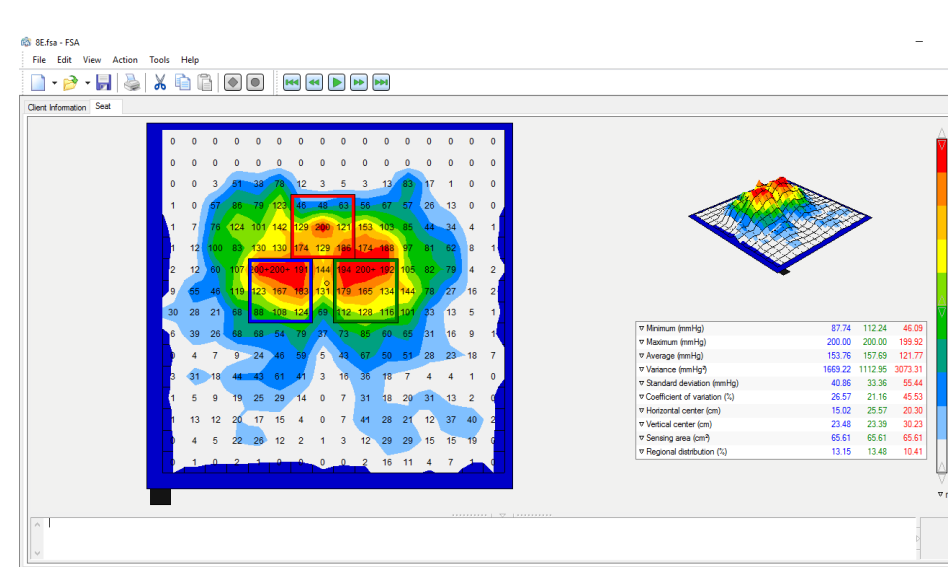 8E.fsa - FSA
File Edit View Action Tools Help
Client Information Seat
0 0 0 0 0 0 0 0 0 0 0 0 0 0 0 0
0 0 0 0 0 0 0 0 0 0 0 0 0 0 0 0
0 0 3 51 38 78 12 3 5 3 13 83 17 1 0 0
1 0 57 86 79 123 46 48 63 56 67 57 26 13 0 0
1 7 76 124 101 142 129 200 121 153 103 85 44 34 4 1
1 12 100 83 130 130 174 129 186 174 188 97 81 62 8 1
2 12 60 107 200+ 200+ 191 144 194 200+ 192 105 82 79 4 2
9 55 46 119 123 167 183 131 179 165 134 144 78 27 16 2
30 28 21 68 88 108 124 69 112 128 116 101 33 13 5 1
6 39 26 68 68 54 79 37 73 85 60 65 31 16 9 1
0 4 7 9 24 46 59 5 43 67 50 51 28 23 18 7
3 31 18 44 43 61 41 3 16 36 18 7 4 4 1 0
1 5 9 19 25 29 14 0 7 31 18 20 31 13 2 0
1 13 12 20 17 15 4 0 7 41 28 21 12 37 40 2
0 4 5 22 26 12 2 1 3 12 29 29 15 15 19 0
0 1 0 2 1 0 0 0 0 2 16 11 4 7 1 0
Minimum (mmHg) 87.74 112.24 46.09
Maximum (mmHg) 200.00 200.00 199.92
Average (mmHg) 153.76 157.69 121.77
Variance (mmHg²) 1669.22 1112.95 3073.31
Standard deviation (mmHg) 40.86 33.36 55.44
Coefficient of variation (%) 26.57 21.16 45.53
Horizontal center (cm) 15.02 25.57 20.30
Vertical center (cm) 23.48 23.39 30.23
Sensing area (cm²) 65.61 65.61 65.61
Regional distribution (%) 13.15 13.48 10.41